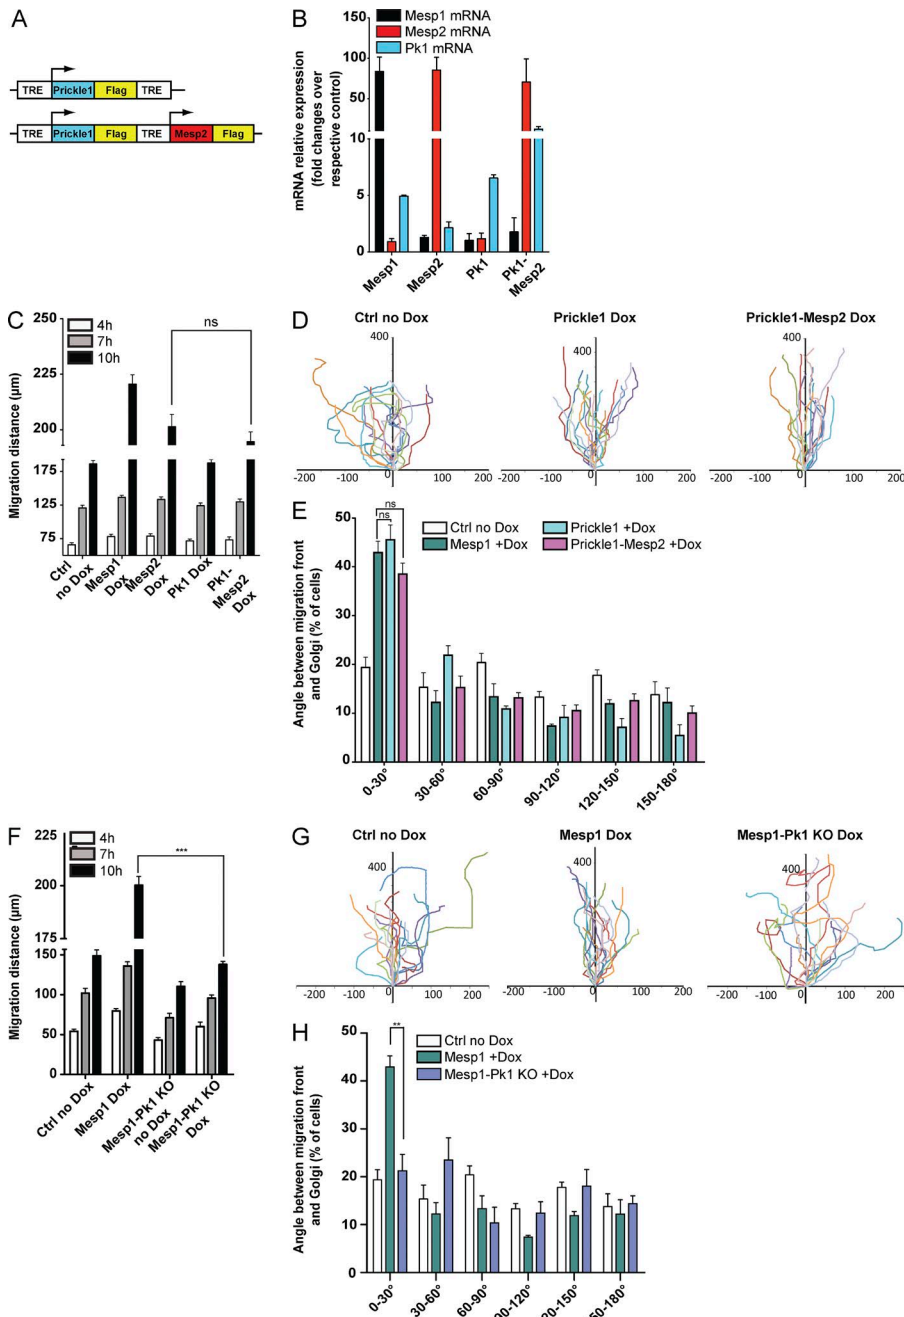 A
TRE Prickle1 Flag TRE
TRE Prickle1 Flag TRE Mesp2 Flag
B
Mesp1 mRNA
Mesp2 mRNA
Pk1 mRNA
mRNA relative expression
(fold changes over
respective control)
100
50
10
5
0
Mesp1
Mesp2
Pk1
Pk1-
Mesp2
C
4h
7h
10h
ns
Migration distance (µm)
250
225
200
175
125
75
Ctrl
no Dox
Mesp1
Dox
Mesp2
Dox
Pk1 Dox
Pk1-
Mesp2
Dox
D
Ctrl no Dox
400
-200 -100 0 100 200
Prickle1 Dox
400
-200 -100 0 100 200
Prickle1-Mesp2 Dox
400
-200 -100 0 100 200
E
Ctrl no Dox
Mesp1 +Dox
Prickle1 +Dox
Prickle1-Mesp2 +Dox
ns
ns
Angle between migration front
and Golgi (% of cells)
50
40
30
20
10
0
0-30°
30-60°
60-90°
90-120°
120-150°
150-180°
F
4h
7h
10h
***
Migration distance (µm)
225
200
175
150
100
50
0
Ctrl no Dox
Mesp1 Dox
Mesp1-Pk1 KO
no Dox
Mesp1-Pk1 KO
Dox
G
Ctrl no Dox
400
-200 -100 0 100 200
Mesp1 Dox
400
-200 -100 0 100 200
Mesp1-Pk1 KO Dox
400
-200 -100 0 100 200
H
Ctrl no Dox
Mesp1 +Dox
Mesp1-Pk1 KO +Dox
**
Angle between migration front
and Golgi (% of cells)
50
40
30
20
10
0
0-30°
30-60°
60-90°